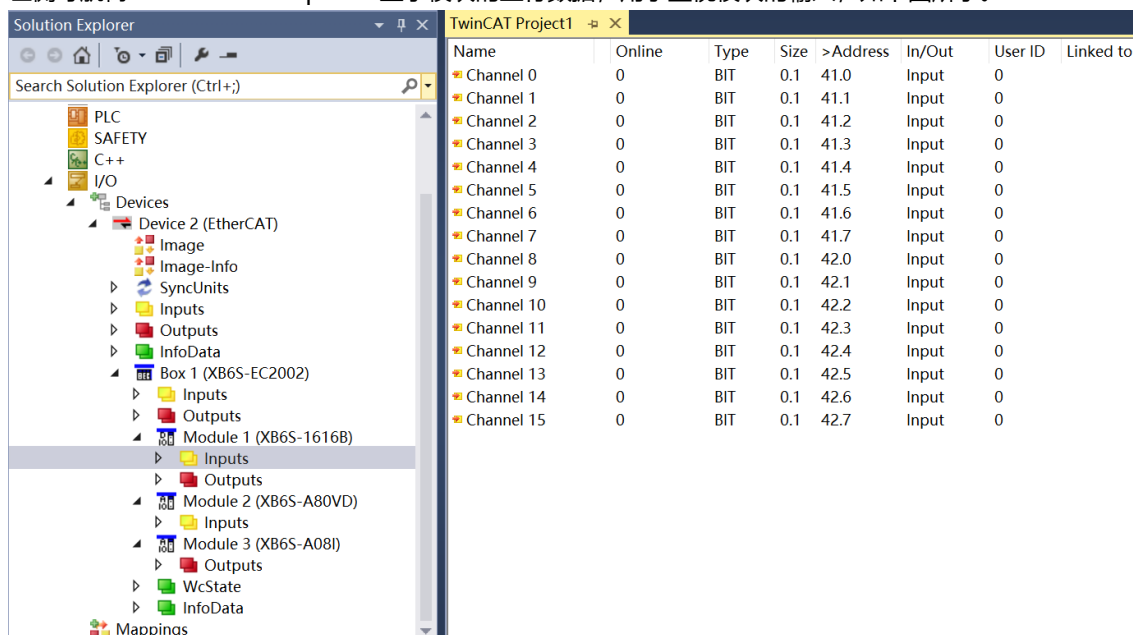 Solution Explorer
Search Solution Explorer (Ctrl+;)
PLC
SAFETY
C++
I/O
Devices
Device 2 (EtherCAT)
Image
Image-Info
SyncUnits
Inputs
Outputs
InfoData
Box 1 (XB6S-EC2002)
Inputs
Outputs
Module 1 (XB6S-1616B)
Inputs
Outputs
Module 2 (XB6S-A80VD)
Inputs
Module 3 (XB6S-A08I)
Outputs
WcState
InfoData
Mappings
TwinCAT Project1
Name Online Type Size >Address In/Out User ID Linked to
Channel 0 0 BIT 0.1 41.0 Input 0
Channel 1 0 BIT 0.1 41.1 Input 0
Channel 2 0 BIT 0.1 41.2 Input 0
Channel 3 0 BIT 0.1 41.3 Input 0
Channel 4 0 BIT 0.1 41.4 Input 0
Channel 5 0 BIT 0.1 41.5 Input 0
Channel 6 0 BIT 0.1 41.6 Input 0
Channel 7 0 BIT 0.1 41.7 Input 0
Channel 8 0 BIT 0.1 42.0 Input 0
Channel 9 0 BIT 0.1 42.1 Input 0
Channel 10 0 BIT 0.1 42.2 Input 0
Channel 11 0 BIT 0.1 42.3 Input 0
Channel 12 0 BIT 0.1 42.4 Input 0
Channel 13 0 BIT 0.1 42.5 Input 0
Channel 14 0 BIT 0.1 42.6 Input 0
Channel 15 0 BIT 0.1 42.7 Input 0